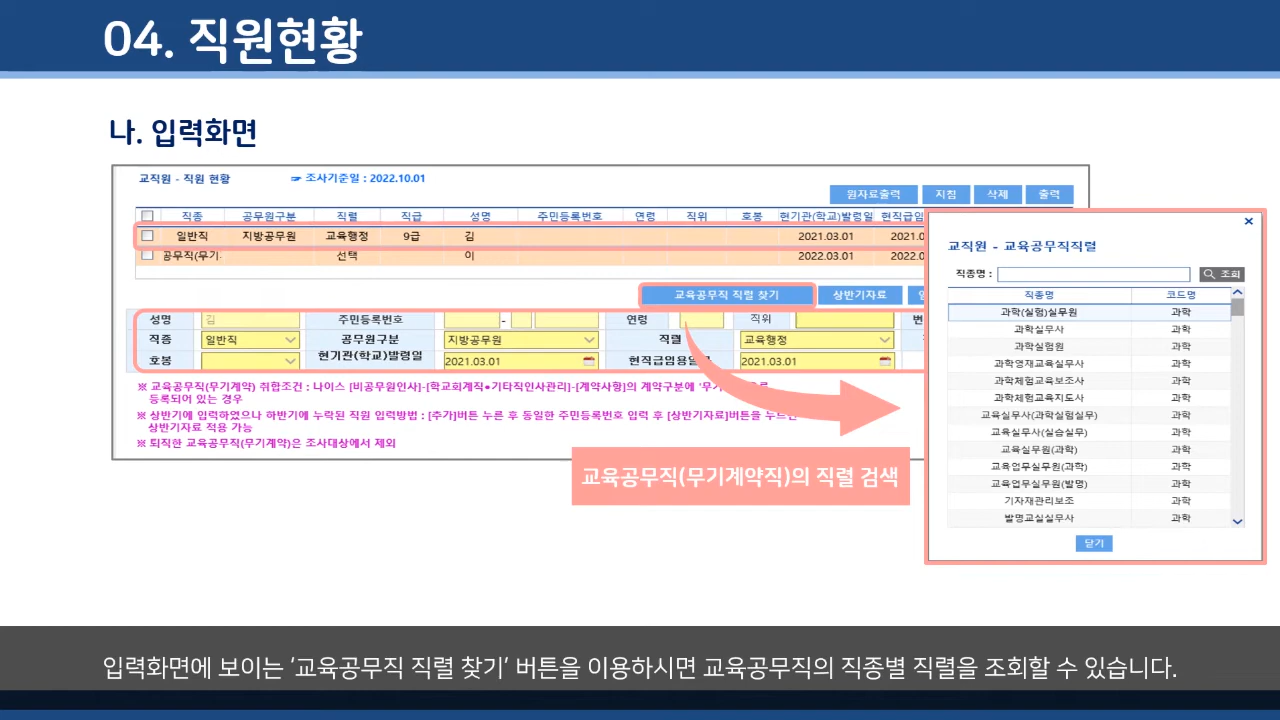 04. 직원현황
나. 입력화면
교직원 - 직원 현황 ☞ 조사기준일 : 2022.10.01
원자료출력 지침 삭제 출력
직종 공무원구분 직렬 직급 성명 주민등록번호 연령 직위 호봉 현기관(학교)발령일 현직급임
일반직 지방공무원 교육행정 9급 김 2021.03.01 2021.0
공무직(무기: 선택 이 2022.03.01 2022.0
교육공무직 직렬 찾기 상반기자료
성명 김 주민등록번호 - 연령 직위
직종 일반직 공무원구분 지방공무원 직렬 교육행정
호봉 현기관(학교)발령일 2021.03.01 현직급임용일 2021.03.01
※ 교육공무직(무기계약) 취합조건 : 나이스 [비공무원인사]-[학교회계직•기타직인사관리]-[계약사항]의 계약구분에 '무기
등록되어 있는 경우
※ 상반기에 입력하였으나 하반기에 누락된 직원 입력방법 : [추가]버튼 누른 후 동일한 주민등록번호 입력 후 [상반기자료]버튼을 누르면
상반기자료 적용 가능
※ 퇴직한 교육공무직(무기계약)은 조사대상에서 제외
교육공무직(무기계약직)의 직렬 검색
교직원 - 교육공무직직렬
직종명 : 조회
직종명 코드명
과학(실험)실무원 과학
과학실무사 과학
과학실험원 과학
과학영재교육실무사 과학
과학체험교육보조사 과학
과학체험교육지도사 과학
교육실무사(과학실험실무) 과학
교육실무사(실습실무) 과학
교육실무원(과학) 과학
교육업무실무원(과학) 과학
교육업무실무원(발명) 과학
기자재관리보조 과학
발명교실실무사 과학
닫기
입력화면에 보이는 ‘교육공무직 직렬 찾기’ 버튼을 이용하시면 교육공무직의 직종별 직렬을 조회할 수 있습니다.